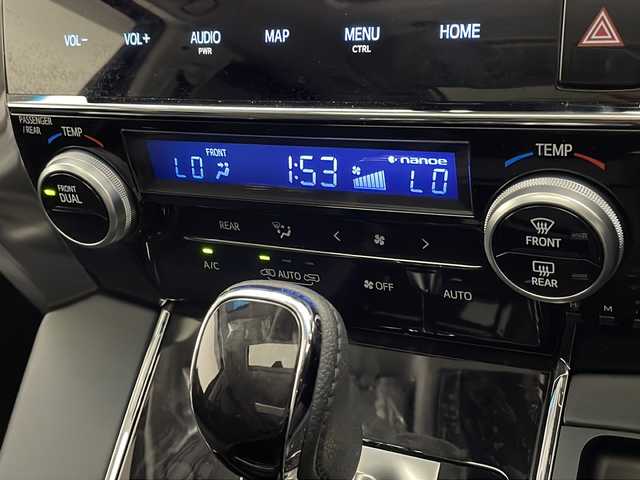 VOL- VOL+ AUDIO MAP MENU HOME
PWR CTRL
PASSENGER
/ REAR
TEMP
FRONT
DUAL
FRONT
LO 1:53 nanoe LO
TEMP
REAR
A/C
AUTO
OFF
AUTO
FRONT
REAR
M